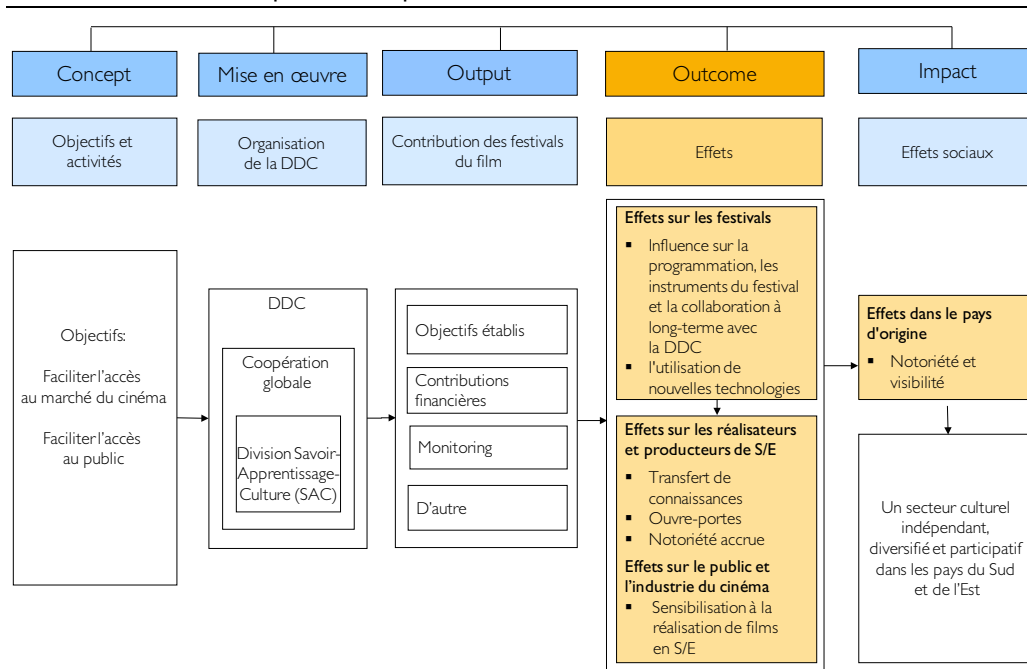 Concept
Mise en œuvre
Output
Outcome
Impact
Objectifs et
activités
Organisation
de la DDC
Contribution des festivals
du film
Effets
Effets sociaux
Objectifs:
Faciliter l'accès
au marché du cinéma
Faciliter l'accès
au public
DDC
Coopération
globale
Division Savoir-
Apprentissage-
Culture (SAC)
Objectifs établis
Contributions
financières
Monitoring
D'autre
Effets sur les festivals
▪ Influence sur la
programmation, les
instruments du festival
et la collaboration à
long-terme avec
la DDC
▪ l'utilisation de
nouvelles technologies
Effets sur les réalisateurs
et producteurs de S/E
▪ Transfert de
connaissances
▪ Ouvre-portes
▪ Notoriété accrue
Effets sur le public et
l'industrie du cinéma
▪ Sensibilisation à la
réalisation de films
en S/E
Effets dans le pays
d'origine
▪ Notoriété et
visibilité
Un secteur culturel
indépendant,
diversifié et participatif
dans les pays du Sud
et de l'Est